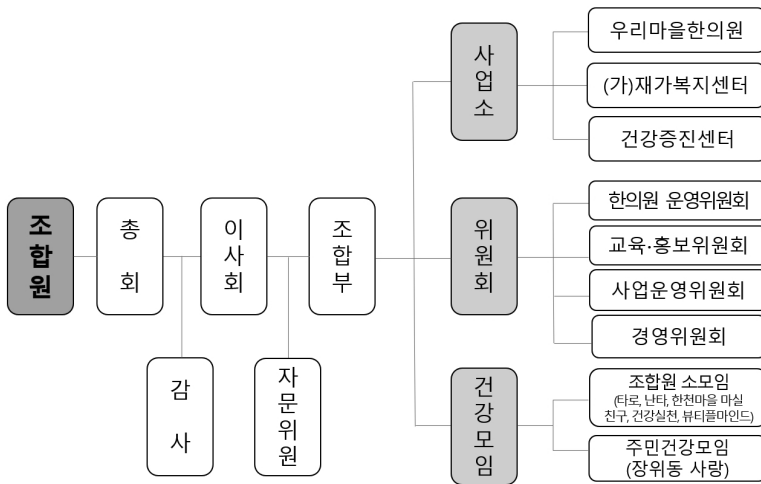 조합원
총회
감사
이사회
자문위원
조합부
사업소
우리마을한의원
(가)재가복지센터
건강증진센터
위원회
한의원 운영위원회
교육·홍보위원회
사업운영위원회
경영위원회
건강모임
조합원 소모임
(타로, 난타, 한천마을 마실
친구, 건강실천, 뷰티플마인드)
주민건강모임
(장위동 사랑)